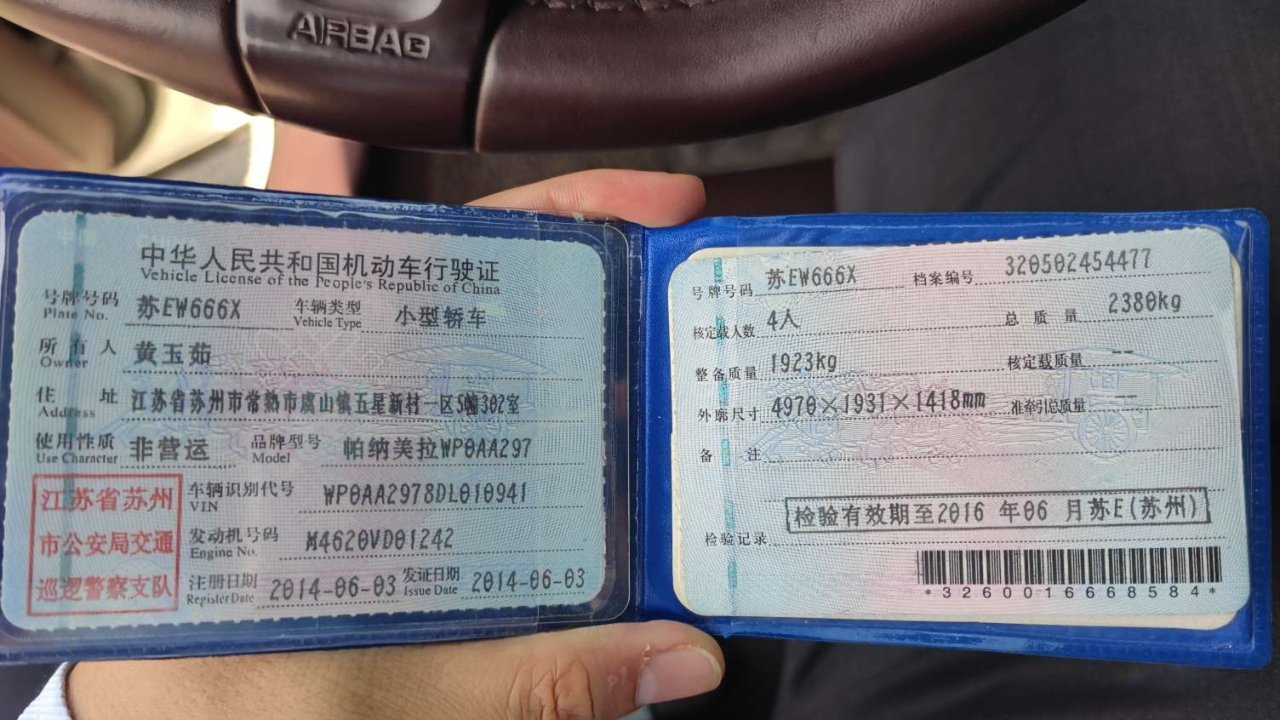 AIRBAG
中华人民共和国机动车行驶证
Vehicle License of the People's Republic of China
号牌号码 苏EW666X 车辆类型 小型轿车
Plate No. Vehicle Type
所有人 黄玉茹
Owner
住址 江苏省苏州市常熟市虞山镇五星新村一区5幢302室
Address
使用性质 非营运 品牌型号 帕纳美拉WP0AA297
Use Character Model
江苏省苏州
市公安局交通
巡逻警察支队
车辆识别代号 WP0AA2978DL010941
VIN
发动机号码 M4620VD01242
Engine No.
注册日期 2014-06-03 发证日期 2014-06-03
Register Date Issue Date
号牌号码 苏EW666X 档案编号 320502454477
核定载人数 4人 总质量 2380kg
整备质量 1923kg 核定载质量 --
外廓尺寸 4970×1931×1418mm 准牵引总质量 --
备注
检验有效期至2016 年06 月苏E(苏州)
检验记录
*3260016668584*